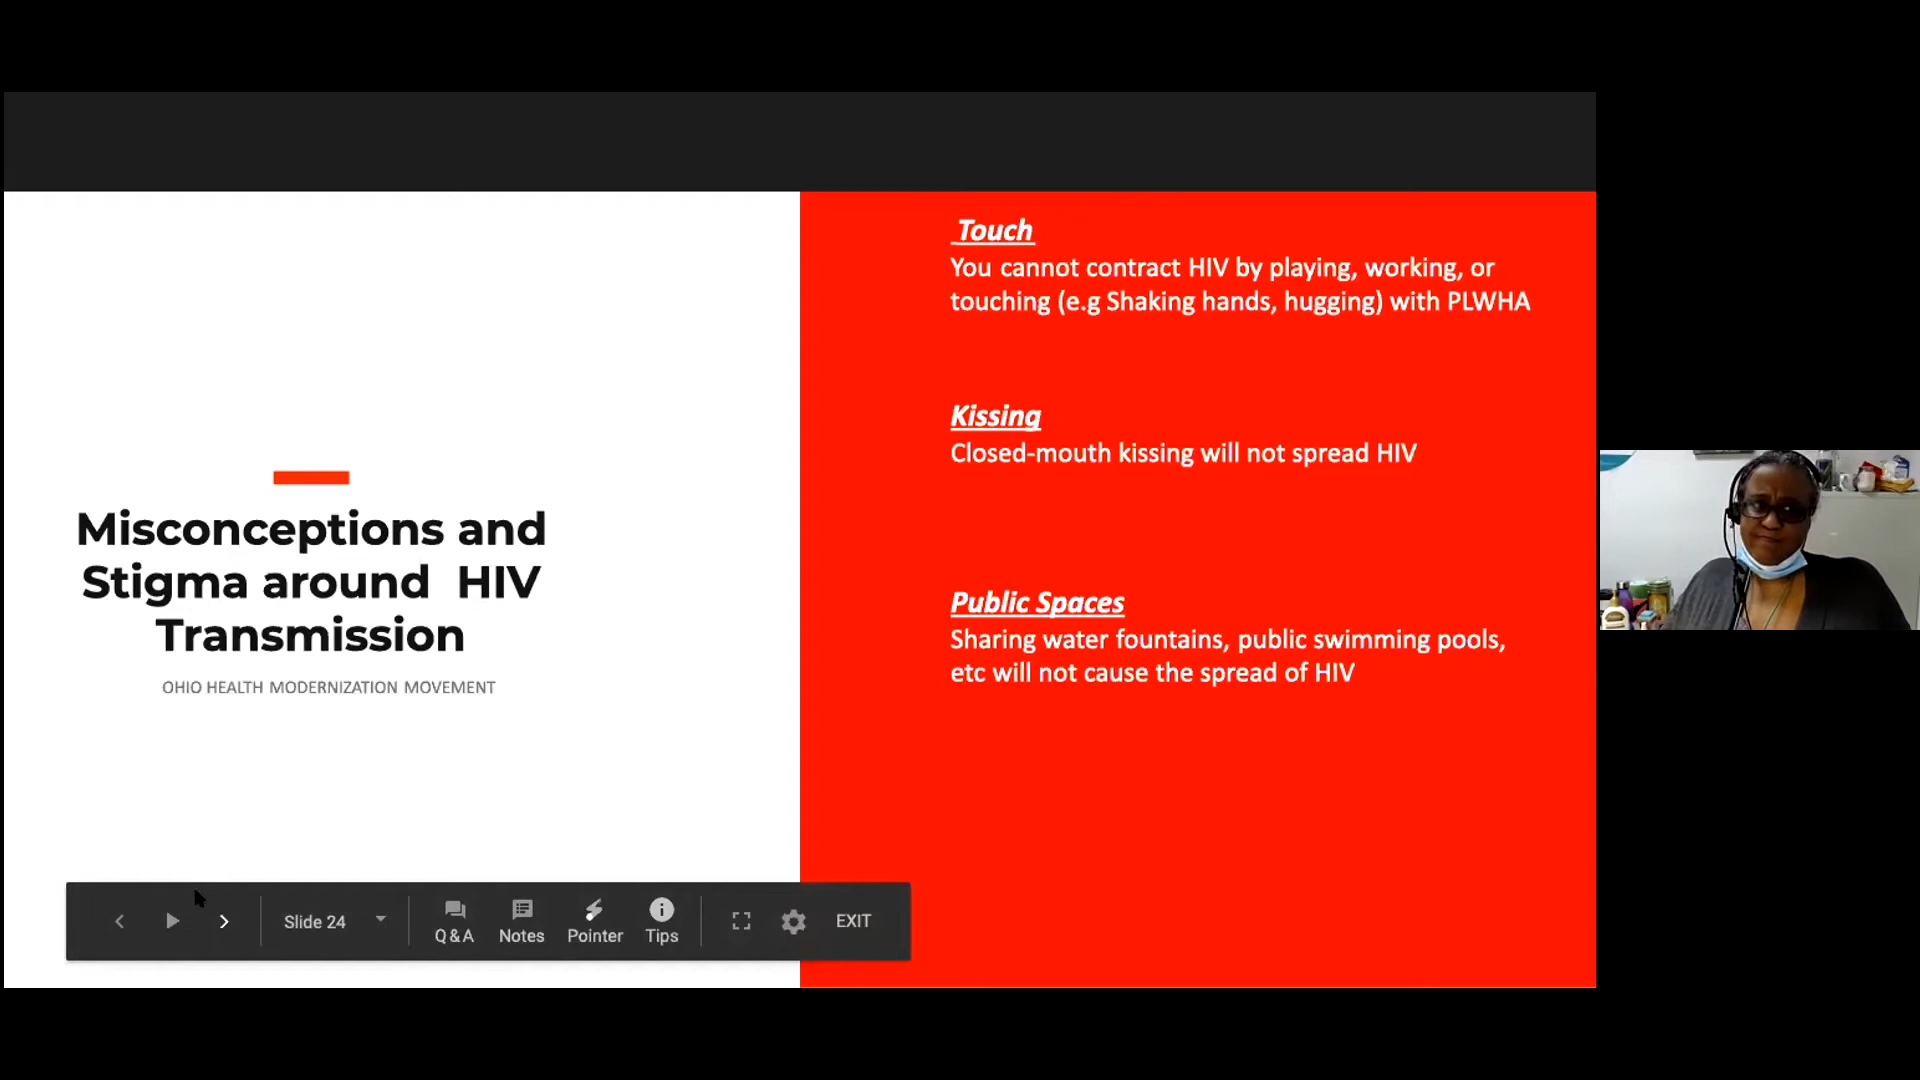 Touch
You cannot contract HIV by playing, working, or
touching (e.g Shaking hands, hugging) with PLWHA
Kissing
Closed-mouth kissing will not spread HIV
Public Spaces
Sharing water fountains, public swimming pools,
etc will not cause the spread of HIV
Misconceptions and
Stigma around HIV
Transmission
OHIO HEALTH MODERNIZATION MOVEMENT
Slide 24
Q&A
Notes
Pointer
Tips
EXIT